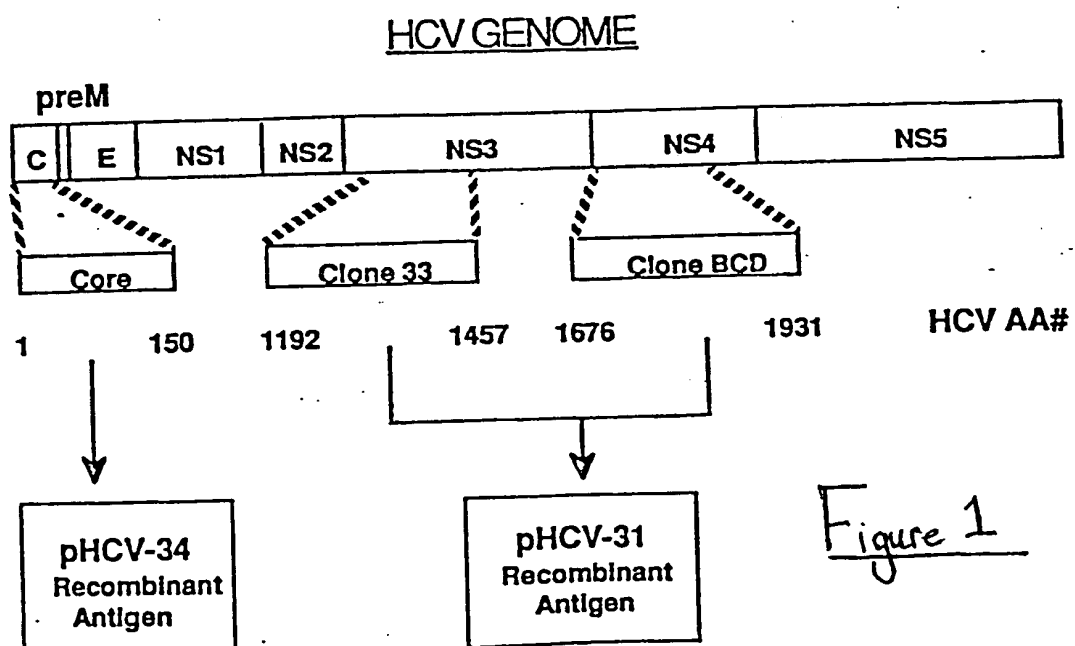 HCV GENOME
preM
C E NS1 NS2 NS3 NS4 NS5
Core Clone 33 Clone BCD
1 150 1192 1457 1676 1931 HCV AA#
pHCV-34
Recombinant
Antigen
pHCV-31
Recombinant
Antigen
Figure 1